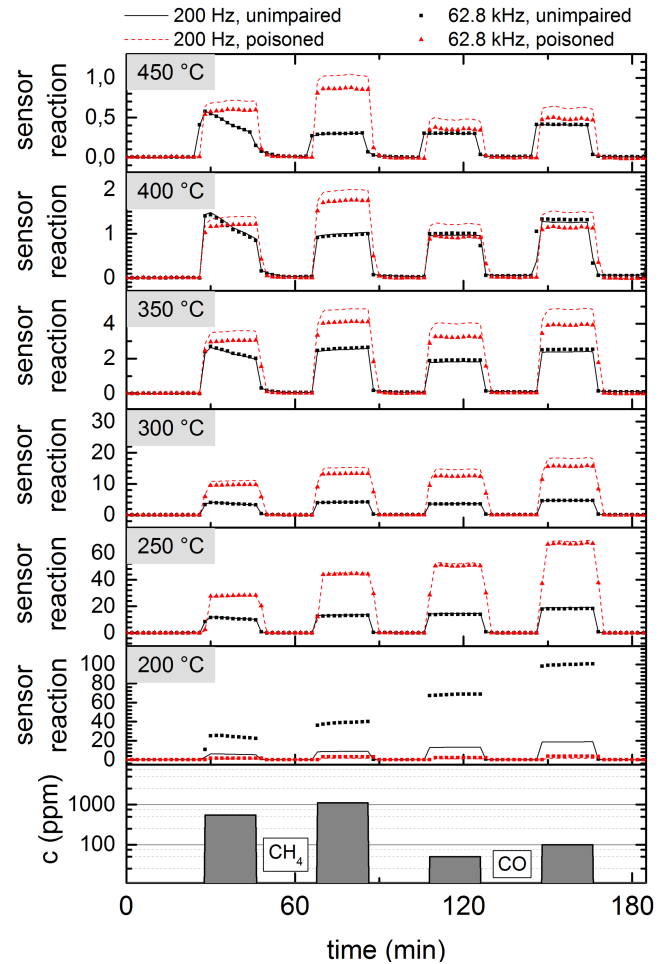 200 Hz, unimpaired
62.8 kHz, unimpaired
200 Hz, poisoned
62.8 kHz, poisoned
450 °C
1,0
0.5
0,0
sensor
reaction
400 °C
2
1
0
sensor
reaction
350 °C
4
2
0
sensor
reaction
300 °C
30
20
10
0
sensor
reaction
250 °C
60
40
20
0
sensor
reaction
200 °C
100
80
60
40
20
0
sensor
reaction
1000
100
c (ppm)
CH4
CO
0
60
120
180
time (min)